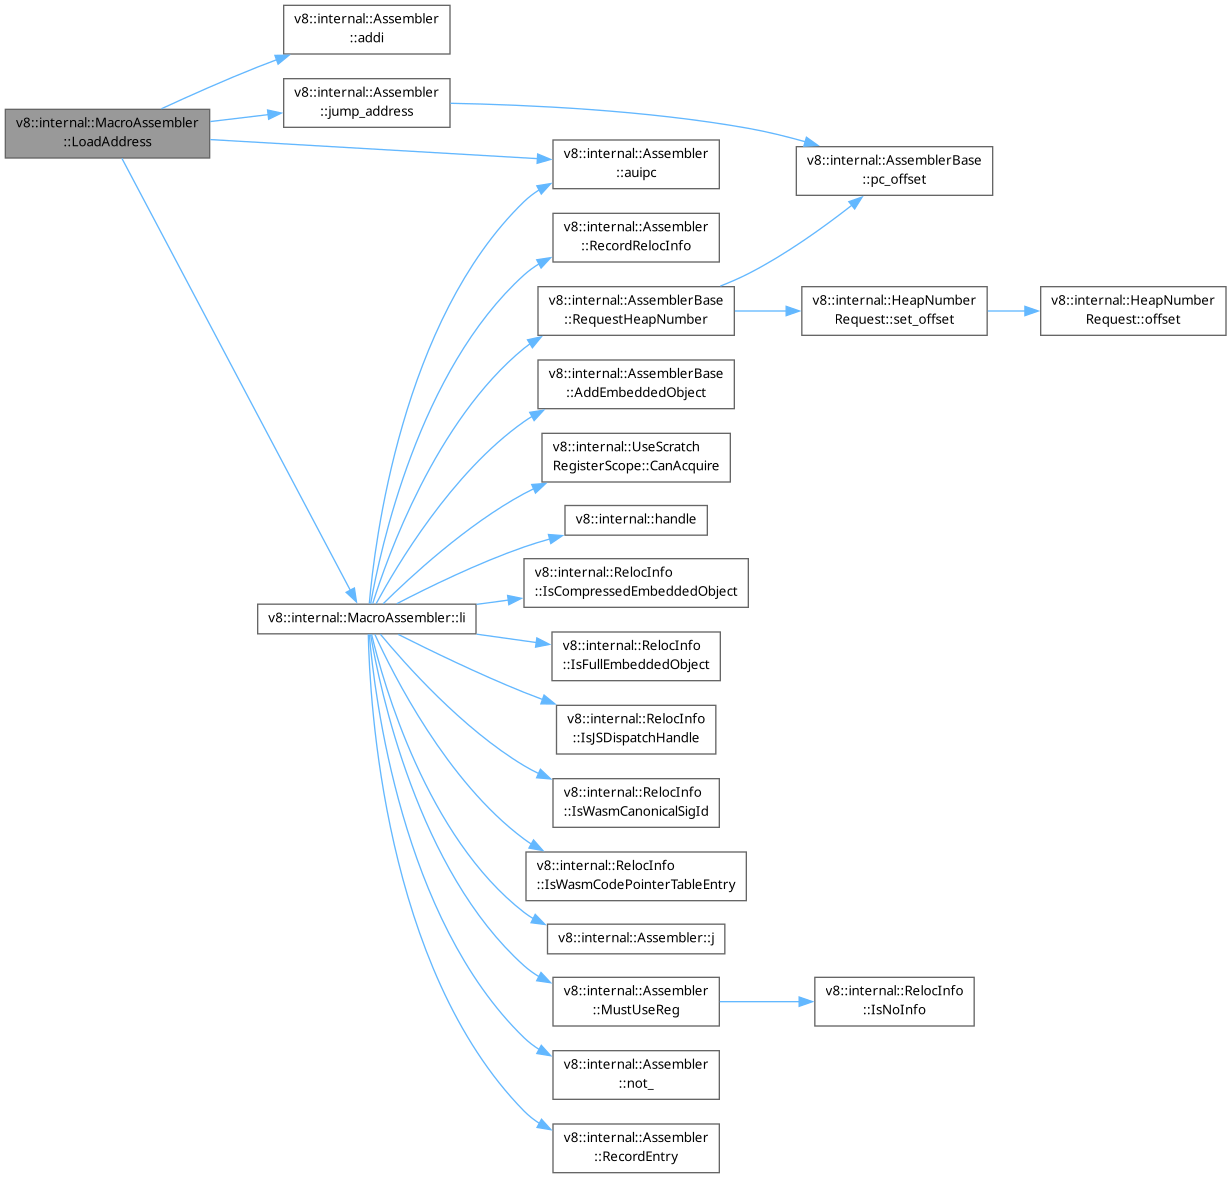 v8::internal::MacroAssembler
::LoadAddress
v8::internal::Assembler
::addi
v8::internal::Assembler
::jump_address
v8::internal::AssemblerBase
::pc_offset
v8::internal::Assembler
::auipc
v8::internal::MacroAssembler::li
v8::internal::Assembler
::RecordRelocInfo
v8::internal::AssemblerBase
::RequestHeapNumber
v8::internal::HeapNumber
Request::set_offset
v8::internal::HeapNumber
Request::offset
v8::internal::AssemblerBase
::AddEmbeddedObject
v8::internal::UseScratch
RegisterScope::CanAcquire
v8::internal::handle
v8::internal::RelocInfo
::IsCompressedEmbeddedObject
v8::internal::RelocInfo
::IsFullEmbeddedObject
v8::internal::RelocInfo
::IsJSDispatchHandle
v8::internal::RelocInfo
::IsWasmCanonicalSigId
v8::internal::RelocInfo
::IsWasmCodePointerTableEntry
v8::internal::Assembler::j
v8::internal::Assembler
::MustUseReg
v8::internal::RelocInfo
::IsNoInfo
v8::internal::Assembler
::not_
v8::internal::Assembler
::RecordEntry